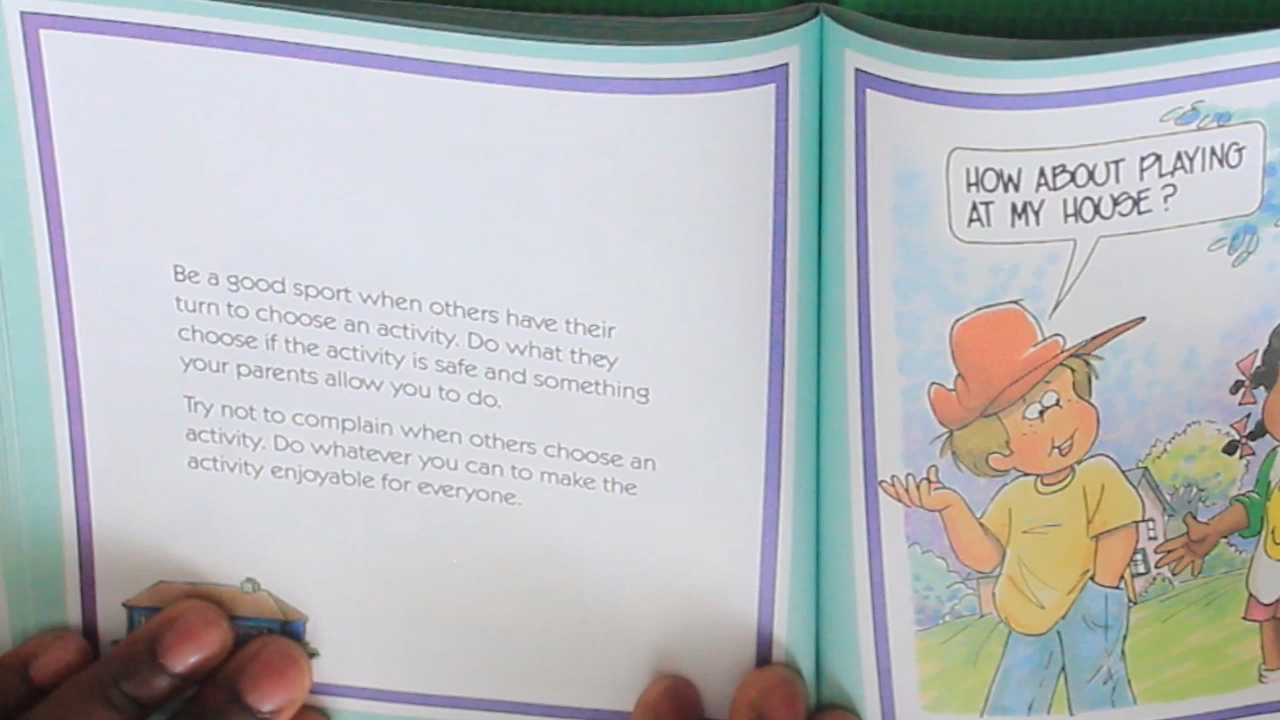 Be a good sport when others have their
turn to choose an activity. Do what they
choose if the activity is safe and something
your parents allow you to do.
Try not to complain when others choose an
activity. Do whatever you can to make the
activity enjoyable for everyone.
HOW ABOUT PLAYING
AT MY HOUSE?